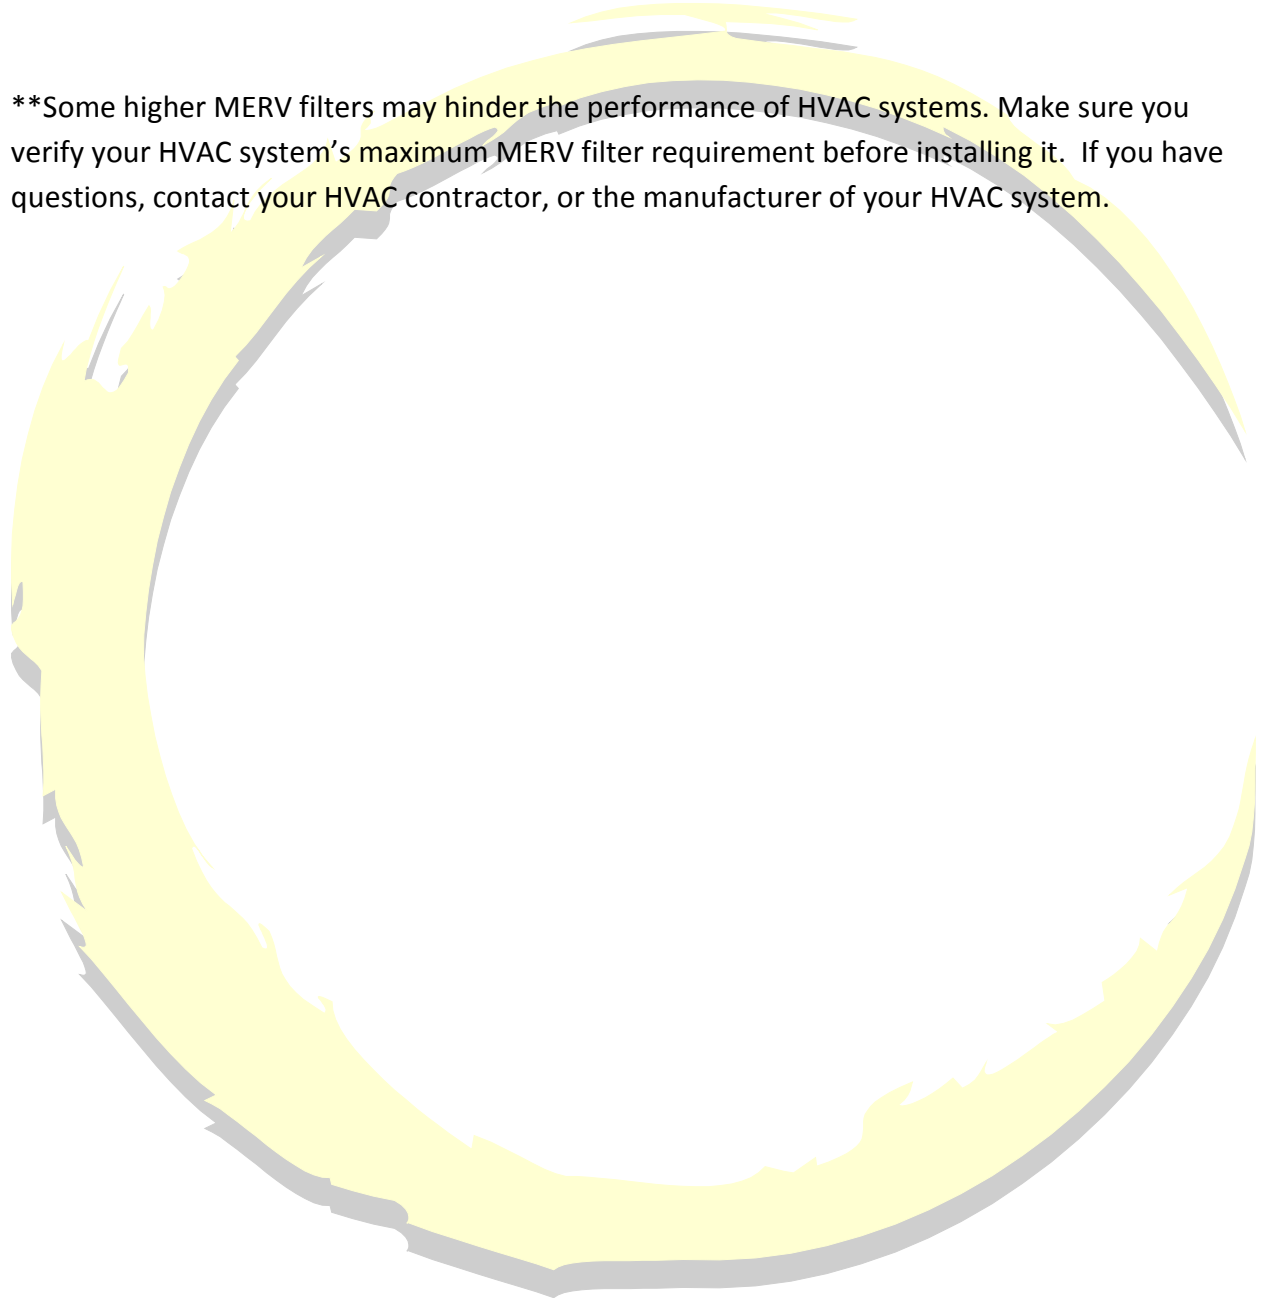 **Some higher MERV filters may hinder the performance of HVAC systems. Make sure you
verify your HVAC system’s maximum MERV filter requirement before installing it.  If you have
questions, contact your HVAC contractor, or the manufacturer of your HVAC system.